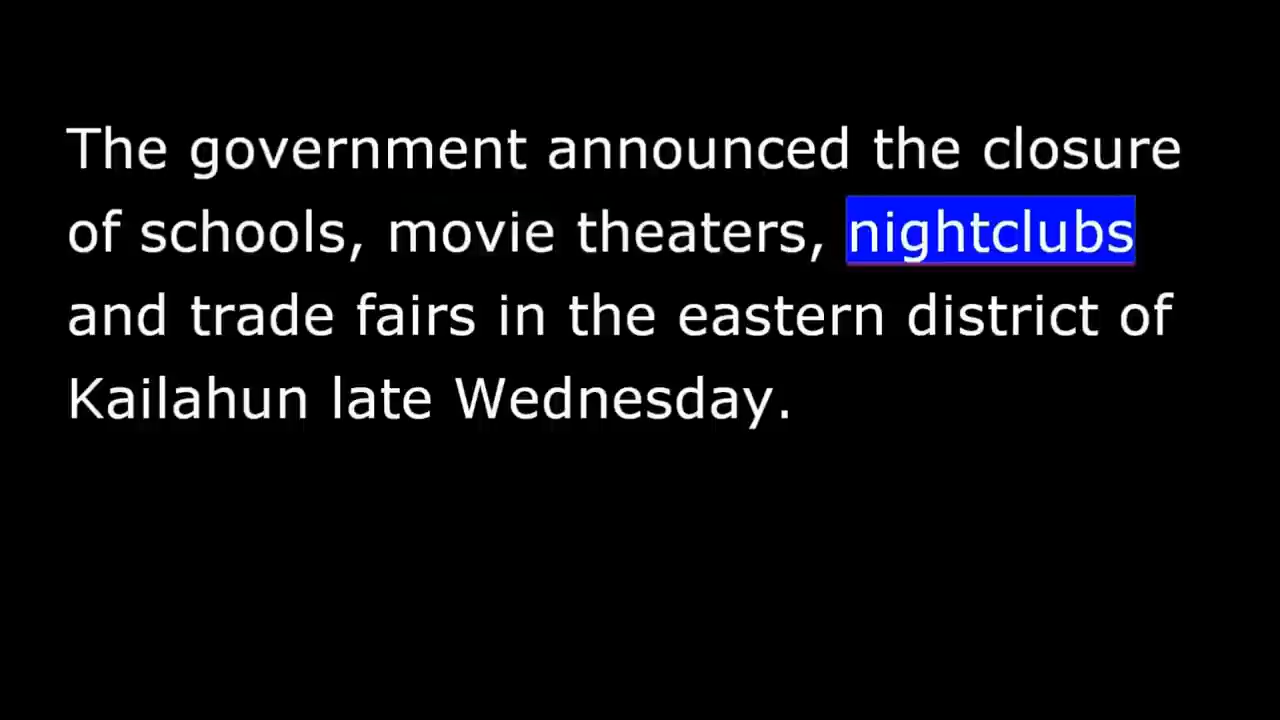 The government announced the closure
of schools, movie theaters, nightclubs
and trade fairs in the eastern district of
Kailahun late Wednesday.